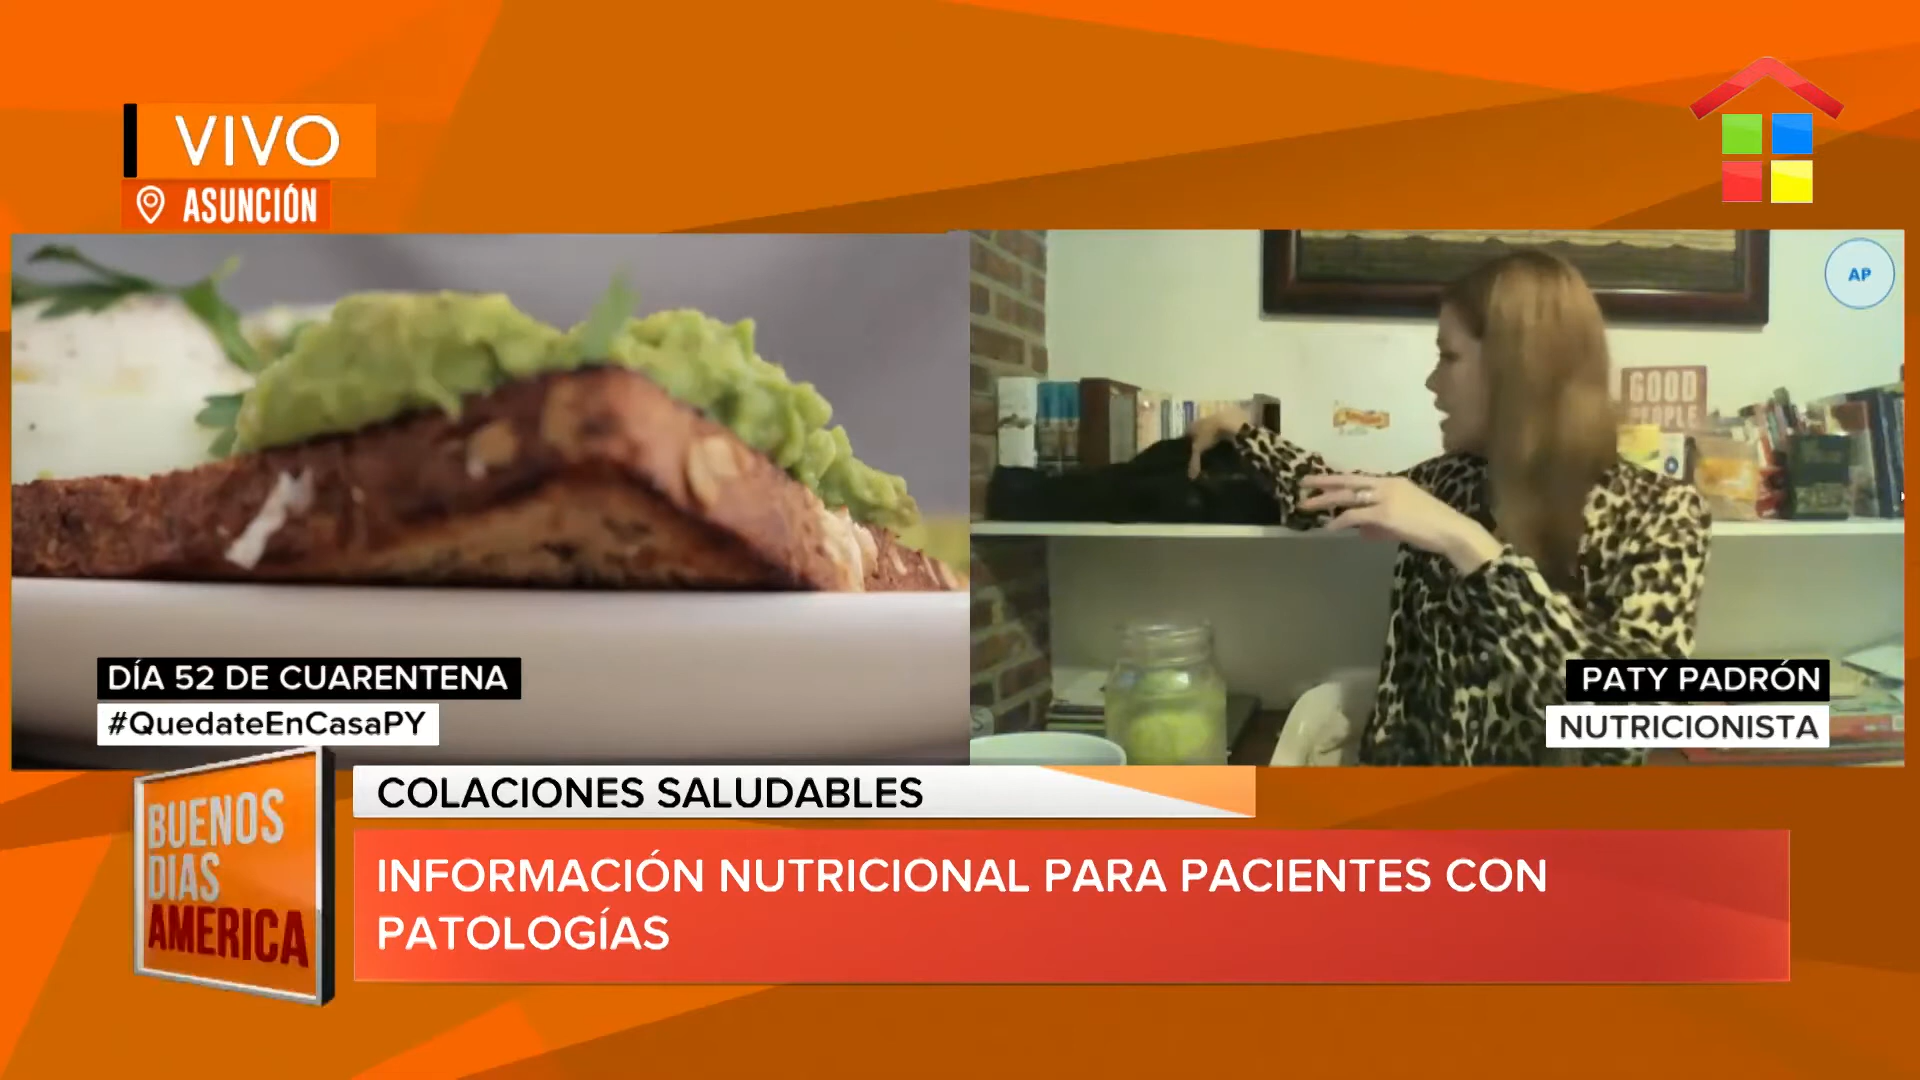 VIVO
ASUNCIÓN
AP
GOOD
PEOPLE
DÍA 52 DE CUARENTENA
#QuedateEnCasaPY
PATY PADRÓN
NUTRICIONISTA
BUENOS
DIAS
AMERICA
COLACIONES SALUDABLES
INFORMACIÓN NUTRICIONAL PARA PACIENTES CON
PATOLOGÍAS